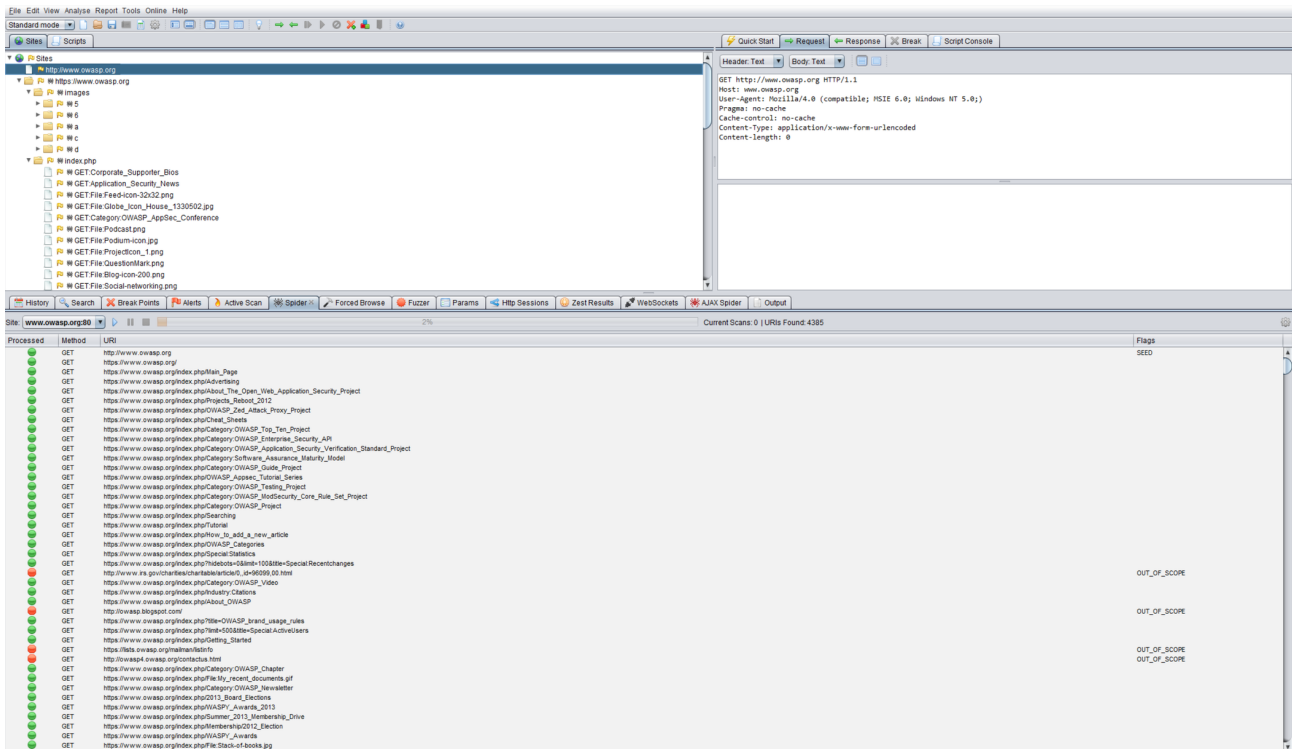 File Edit View Analyse Report Tools Online Help
Standard mode
Sites Scripts
Quick Start Request Response Break Script Console
Sites
http://www.owasp.org
https://www.owasp.org
images
5
6
a
c
d
index.php
GET:Corporate_Supporter_Bios
GET:Application_Security_News
GET:File:Feed-icon-32x32.png
GET:File:Globe_Icon_House_1330502.jpg
GET:Category:OWASP_AppSec_Conference
GET:File:Podcast.png
GET:File:Podium-icon.jpg
GET:File:ProjectIcon_1.png
GET:File:QuestionMark.png
GET:File:Blog-icon-200.png
GET:File:Social-networking.png
Header: Text Body: Text
GET http://www.owasp.org HTTP/1.1
Host: www.owasp.org
User-Agent: Mozilla/4.0 (compatible; MSIE 6.0; Windows NT 5.0;)
Pragma: no-cache
Cache-control: no-cache
Content-Type: application/x-www-form-urlencoded
Content-length: 0
History Search Break Points Alerts Active Scan Spider Forced Browse Fuzzer Params Http Sessions Zest Results WebSockets AJAX Spider Output
Site: www.owasp.org:80 2% Current Scans: 0 | URIs Found: 4385
Processed Method URI Flags
GET http://www.owasp.org SEED
GET https://www.owasp.org/
GET https://www.owasp.org/index.php/Main_Page
GET https://www.owasp.org/index.php/Advertising
GET https://www.owasp.org/index.php/About_The_Open_Web_Application_Security_Project
GET https://www.owasp.org/index.php/Projects_Reboot_2012
GET https://www.owasp.org/index.php/OWASP_Zed_Attack_Proxy_Project
GET https://www.owasp.org/index.php/Cheat_Sheets
GET https://www.owasp.org/index.php/Category:OWASP_Top_Ten_Project
GET https://www.owasp.org/index.php/Category:OWASP_Enterprise_Security_API
GET https://www.owasp.org/index.php/Category:OWASP_Application_Security_Verification_Standard_Project
GET https://www.owasp.org/index.php/Category:Software_Assurance_Maturity_Model
GET https://www.owasp.org/index.php/Category:OWASP_Guide_Project
GET https://www.owasp.org/index.php/OWASP_Appsec_Tutorial_Series
GET https://www.owasp.org/index.php/Category:OWASP_Testing_Project
GET https://www.owasp.org/index.php/Category:OWASP_ModSecurity_Core_Rule_Set_Project
GET https://www.owasp.org/index.php/Category:OWASP_Project
GET https://www.owasp.org/index.php/Searching
GET https://www.owasp.org/index.php/Tutorial
GET https://www.owasp.org/index.php/How_to_add_a_new_article
GET https://www.owasp.org/index.php/OWASP_Categories
GET https://www.owasp.org/index.php/Special:Statistics
GET https://www.owasp.org/index.php?hidebots=0&limit=100&title=Special:Recentchanges
GET http://www.irs.gov/charities/charitable/article/0,,id=96099,00.html OUT_OF_SCOPE
GET https://www.owasp.org/index.php/Category:OWASP_Video
GET https://www.owasp.org/index.php/Industry:Citations
GET https://www.owasp.org/index.php/About_OWASP
GET http://owasp.blogspot.com/ OUT_OF_SCOPE
GET https://www.owasp.org/index.php?title=OWASP_brand_usage_rules
GET https://www.owasp.org/index.php?limit=500&title=Special:ActiveUsers
GET https://www.owasp.org/index.php/Getting_Started
GET https://lists.owasp.org/mailman/listinfo OUT_OF_SCOPE
GET http://owasp4.owasp.org/contactus.html OUT_OF_SCOPE
GET https://www.owasp.org/index.php/Category:OWASP_Chapter
GET https://www.owasp.org/index.php/File:My_recent_documents.gif
GET https://www.owasp.org/index.php/Category:OWASP_Newsletter
GET https://www.owasp.org/index.php/2013_Board_Elections
GET https://www.owasp.org/index.php/WASPY_Awards_2013
GET https://www.owasp.org/index.php/Summer_2013_Membership_Drive
GET https://www.owasp.org/index.php/Membership/2012_Election
GET https://www.owasp.org/index.php/WASPY_Awards
GET https://www.owasp.org/index.php/File:Stack-of-books.jpg